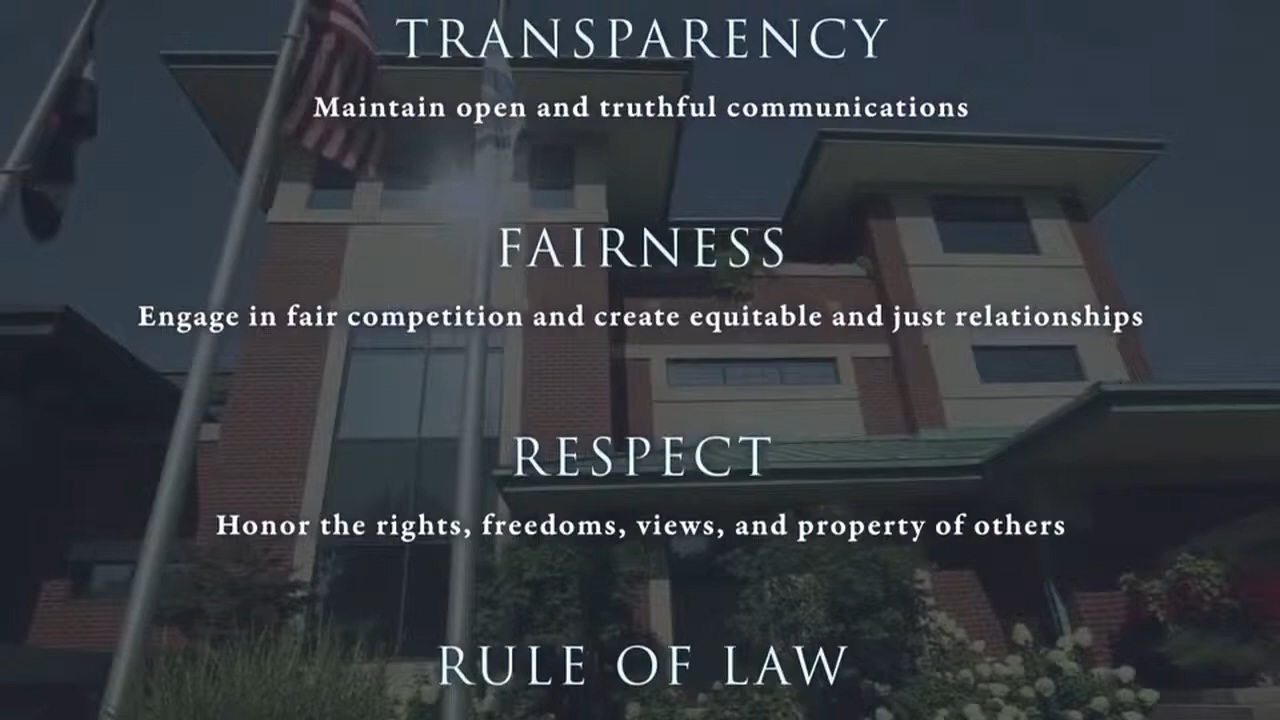 TRANSPARENCY
Maintain open and truthful communications
FAIRNESS
Engage in fair competition and create equitable and just relationships
RESPECT
Honor the rights, freedoms, views, and property of others
RULE OF LAW